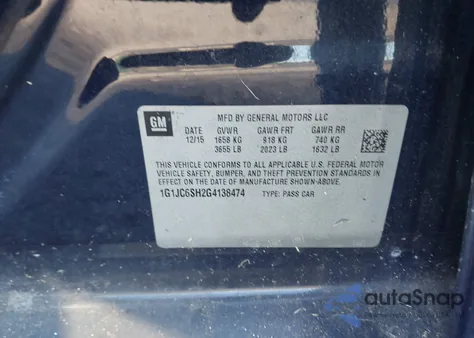 GM
MFD BY GENERAL MOTORS LLC
DATE GVWR GAWR FRT GAWR RR
12/15 1658 KG 918 KG 740 KG
3655 LB 2023 LB 1632 LB
THIS VEHICLE CONFORMS TO ALL APPLICABLE U.S. FEDERAL MOTOR
VEHICLE SAFETY, BUMPER, AND THEFT PREVENTION STANDARDS IN
EFFECT ON THE DATE OF MANUFACTURE SHOWN ABOVE.
1G1JC6SH2G4136474 TYPE: PASS CAR
autoSnap